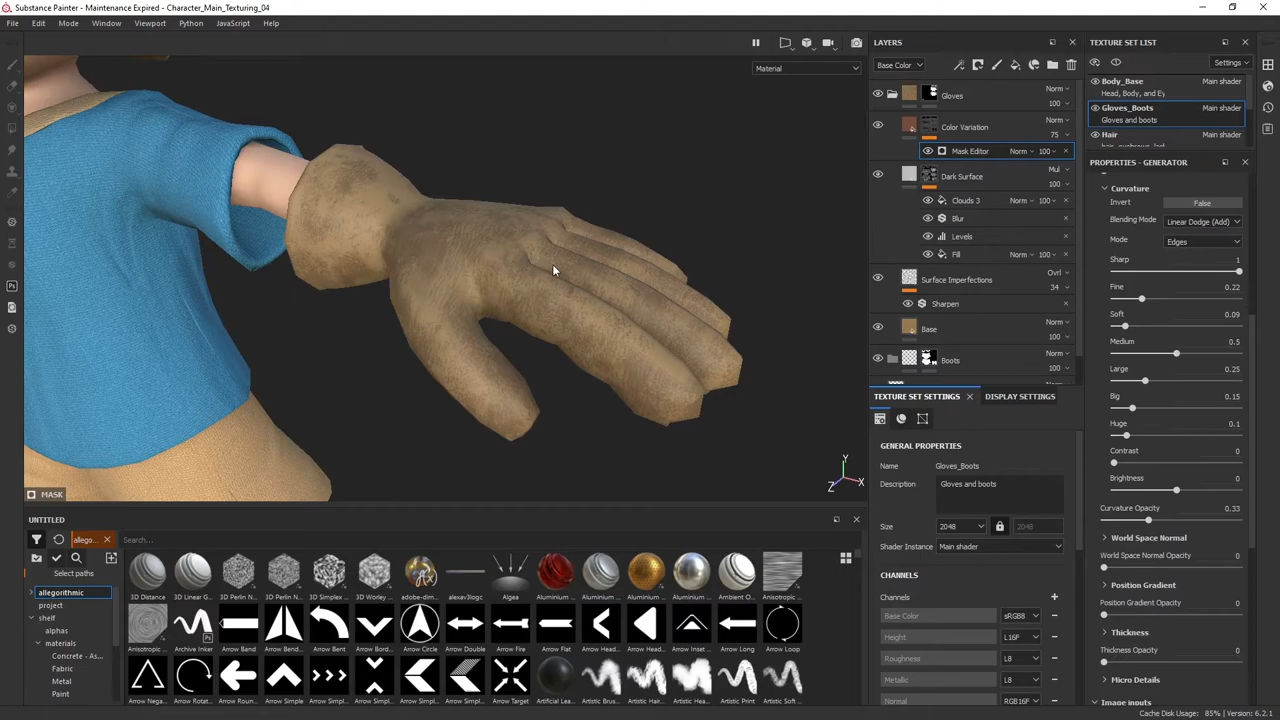 Substance Painter - Maintenance Expired - Character_Main_Texturing_04
File Edit Mode Window Viewport Python JavaScript Help
Material
MASK
LAYERS
Base Color
Gloves Norm 100
Color Variation Norm 75
Mask Editor Norm 100
Dark Surface Mul 100
Clouds 3 Norm 100
Blur
Levels
Fill Norm 100
Surface Imperfections Ovrl 34
Sharpen
Base Norm 100
Boots Norm 100
TEXTURE SET SETTINGS DISPLAY SETTINGS
GENERAL PROPERTIES
Name Gloves_Boots
Description Gloves and boots
Size 2048 2048
Shader Instance Main shader
CHANNELS
Channels
Base Color sRGB8
Height L16F
Roughness L8
Metallic L8
Normal RGB16F
TEXTURE SET LIST
Settings
Body_Base Main shader
Head, Body, and Ey
Gloves_Boots Main shader
Gloves and boots
Hair Main shader
PROPERTIES - GENERATOR
Curvature
Invert False
Blending Mode Linear Dodge (Add)
Mode Edges
Sharp 1
Fine 0.22
Soft 0.09
Medium 0.5
Large 0.25
Big 0.15
Huge 0.1
Contrast 0
Brightness 0
Curvature Opacity 0.33
World Space Normal
World Space Normal Opacity 0
Position Gradient
Position Gradient Opacity 0
Thickness
Thickness Opacity 0
Micro Details
Image inputs
UNTITLED
allego... Search...
Select paths
allegorithmic
project
shelf
alphas
materials
Concrete - As...
Fabric
Metal
Paint
3D Distance 3D Linear G... 3D Perlin N... 3D Perlin N... 3D Simplex ... 3D Worley ... adobe-dim... alexav3logc Algea Aluminium ... Aluminium ... Aluminium ... Aluminium ... Ambient O... Anisotropic ...
Anisotropic ... Archive Inker Arrow Band Arrow Bend... Arrow Bent Arrow Bor... Arrow Circle Arrow Double Arrow Fire Arrow Flat Arrow Head... Arrow Head... Arrow Inset ... Arrow Long Arrow Loop
Arrow Nega... Arrow Rotat... Arrow Roun... Arrow Simpl... Arrow Simpl... Arrow Simpl... Arrow Simpl... Arrow Simpl... Arrow Target Artificial Lea... Artistic Brus... Artistic Hai... Artistic Hea... Artistic Print Artistic Soft ...
Cache Disk Usage: 85% | Version: 6.2.1